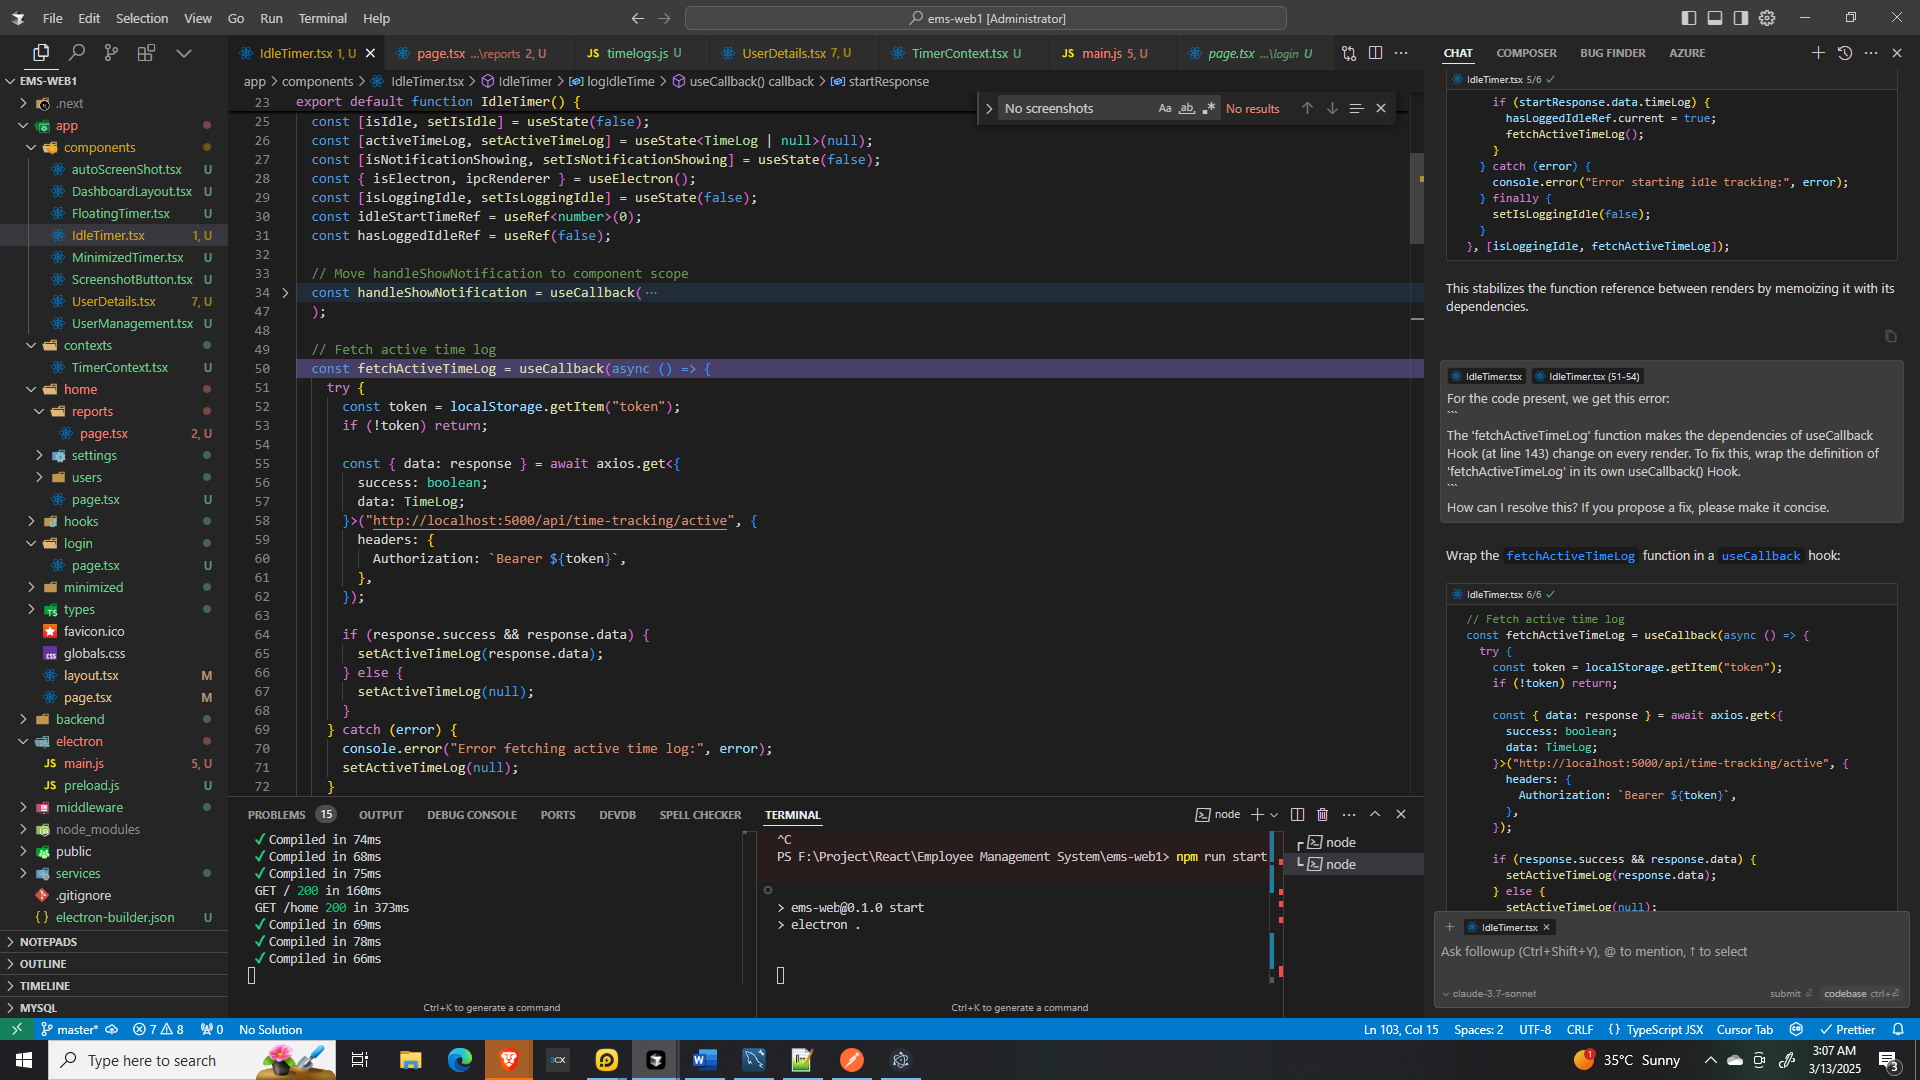 File Edit Selection View Go Run Terminal Help
ems-web1 [Administrator]
IdleTimer.tsx 1, U
page.tsx ...\reports 2, U
timelogs.js U
UserDetails.tsx 7, U
TimerContext.tsx U
main.js 5, U
page.tsx ...\login U
CHAT COMPOSER BUG FINDER AZURE
EMS-WEB1
.next
app
components
autoScreenShot.tsx U
DashboardLayout.tsx U
FloatingTimer.tsx U
IdleTimer.tsx 1, U
MinimizedTimer.tsx U
ScreenshotButton.tsx U
UserDetails.tsx 7, U
UserManagement.tsx U
contexts
TimerContext.tsx U
home
reports
page.tsx 2, U
settings
users
page.tsx U
hooks
login
page.tsx U
minimized
types
favicon.ico
globals.css
layout.tsx M
page.tsx M
backend
electron
main.js 5, U
preload.js U
middleware
node_modules
public
services
.gitignore
electron-builder.json U
NOTEPADS
OUTLINE
TIMELINE
MYSQL
app > components > IdleTimer.tsx > IdleTimer > logIdleTime > useCallback() callback > startResponse
No screenshots Aa ab .* No results
23 export default function IdleTimer() {
25 const [isIdle, setIsIdle] = useState(false);
26 const [activeTimeLog, setActiveTimeLog] = useState<TimeLog | null>(null);
27 const [isNotificationShowing, setIsNotificationShowing] = useState(false);
28 const { isElectron, ipcRenderer } = useElectron();
29 const [isLoggingIdle, setIsLoggingIdle] = useState(false);
30 const idleStartTimeRef = useRef<number>(0);
31 const hasLoggedIdleRef = useRef(false);
32
33 // Move handleShowNotification to component scope
34 const handleShowNotification = useCallback( ...
47 );
48
49 // Fetch active time log
50 const fetchActiveTimeLog = useCallback(async () => {
51 try {
52 const token = localStorage.getItem("token");
53 if (!token) return;
54
55 const { data: response } = await axios.get<{
56 success: boolean;
57 data: TimeLog;
58 }>("http://localhost:5000/api/time-tracking/active", {
59 headers: {
60 Authorization: `Bearer ${token}`,
61 },
62 });
63
64 if (response.success && response.data) {
65 setActiveTimeLog(response.data);
66 } else {
67 setActiveTimeLog(null);
68 }
69 } catch (error) {
70 console.error("Error fetching active time log:", error);
71 setActiveTimeLog(null);
72 }
PROBLEMS 15 OUTPUT DEBUG CONSOLE PORTS DEVDB SPELL CHECKER TERMINAL
node
✓ Compiled in 74ms
✓ Compiled in 68ms
✓ Compiled in 75ms
GET / 200 in 160ms
GET /home 200 in 373ms
✓ Compiled in 69ms
✓ Compiled in 78ms
✓ Compiled in 66ms
Ctrl+K to generate a command
^C
PS F:\Project\React\Employee Management System\ems-web1> npm run start
> ems-web@0.1.0 start
> electron .
Ctrl+K to generate a command
node
node
IdleTimer.tsx 5/6 ✓
if (startResponse.data.timeLog) {
hasLoggedIdleRef.current = true;
fetchActiveTimeLog();
}
} catch (error) {
console.error("Error starting idle tracking:", error);
} finally {
setIsLoggingIdle(false);
}
}, [isLoggingIdle, fetchActiveTimeLog]);
This stabilizes the function reference between renders by memoizing it with its
dependencies.
IdleTimer.tsx IdleTimer.tsx (51-54)
For the code present, we get this error:
```
The 'fetchActiveTimeLog' function makes the dependencies of useCallback
Hook (at line 143) change on every render. To fix this, wrap the definition of
'fetchActiveTimeLog' in its own useCallback() Hook.
```
How can I resolve this? If you propose a fix, please make it concise.
Wrap the fetchActiveTimeLog function in a useCallback hook:
IdleTimer.tsx 6/6 ✓
// Fetch active time log
const fetchActiveTimeLog = useCallback(async () => {
try {
const token = localStorage.getItem("token");
if (!token) return;
const { data: response } = await axios.get<{
success: boolean;
data: TimeLog;
}>("http://localhost:5000/api/time-tracking/active", {
headers: {
Authorization: `Bearer ${token}`,
},
});
if (response.success && response.data) {
setActiveTimeLog(response.data);
} else {
setActiveTimeLog(null);
IdleTimer.tsx
Ask followup (Ctrl+Shift+Y), @ to mention, ↑ to select
claude-3.7-sonnet
submit
codebase ctrl+
master* 7 8 0 No Solution
Ln 103, Col 15 Spaces: 2 UTF-8 CRLF {} TypeScript JSX Cursor Tab Prettier
Type here to search
35°C Sunny
3:07 AM
3/13/2025
3